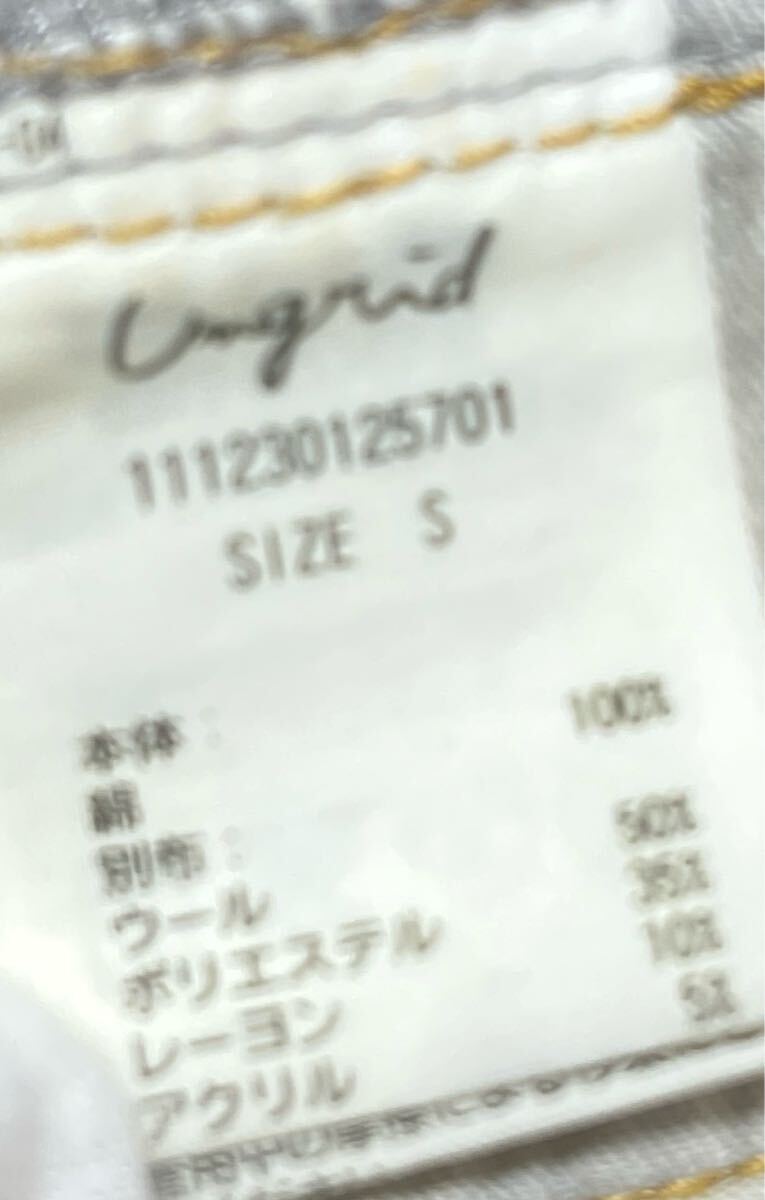 Ungrid
111230125701
SIZE S
本体:
綿 100%
別布:
ウール 50%
ポリエステル 35%
レーヨン 10%
アクリル 5%